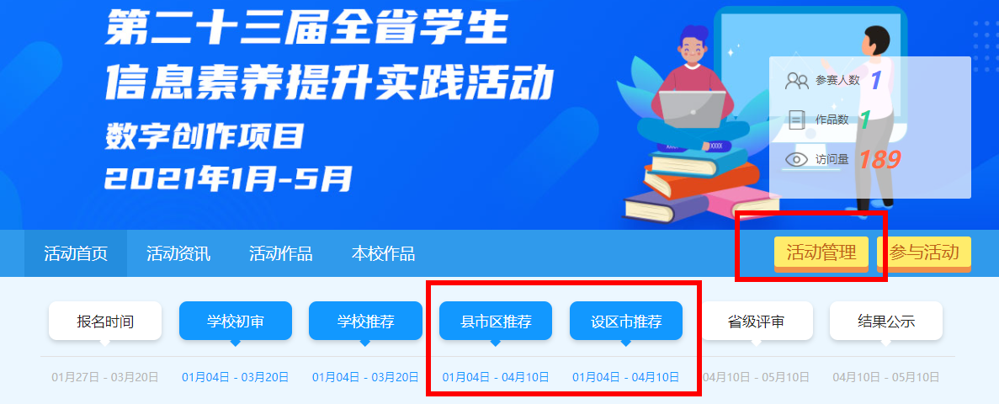 第二十三届全省学生
信息素养提升实践活动
数字创作项目
2021年1月-5月
参赛人数 1
作品数 1
访问量 189
XXXX
活动首页 活动资讯 活动作品 本校作品 活动管理 参与活动
报名时间 学校初审 学校推荐 县市区推荐 设区市推荐 省级评审 结果公示
01月27日 - 03月20日 01月04日 - 03月20日 01月04日 - 03月20日 01月04日 - 04月10日 01月04日 - 04月10日 04月10日 - 05月10日 04月10日 - 05月10日